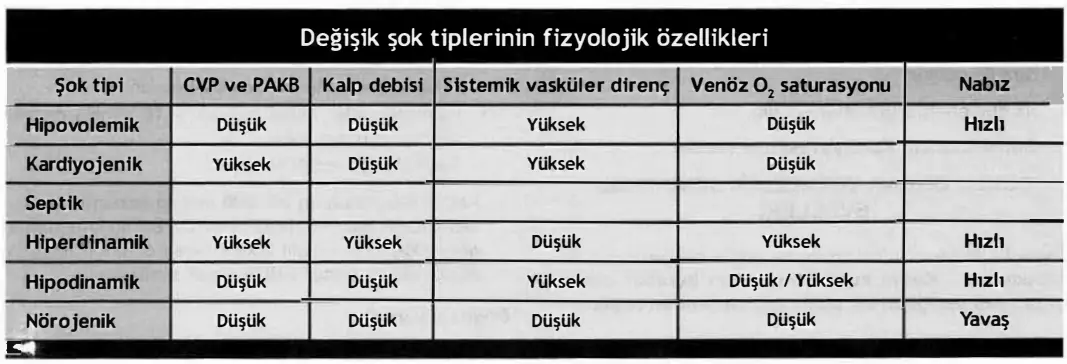 Değişik şok tiplerinin fizyolojik özellikleri
Şok tipi CVP ve PAKB Kalp debisi Sistemik vasküler direnç Venöz O₂ saturasyonu Nabız
Hipovolemik Düşük Düşük Yüksek Düşük Hızlı
Kardiyojenik Yüksek Düşük Yüksek Düşük
Septik
Hiperdinamik Yüksek Yüksek Düşük Yüksek Hızlı
Hipodinamik Düşük Düşük Yüksek Düşük / Yüksek Hızlı
Nörojenik Düşük Düşük Düşük Düşük Yavaş